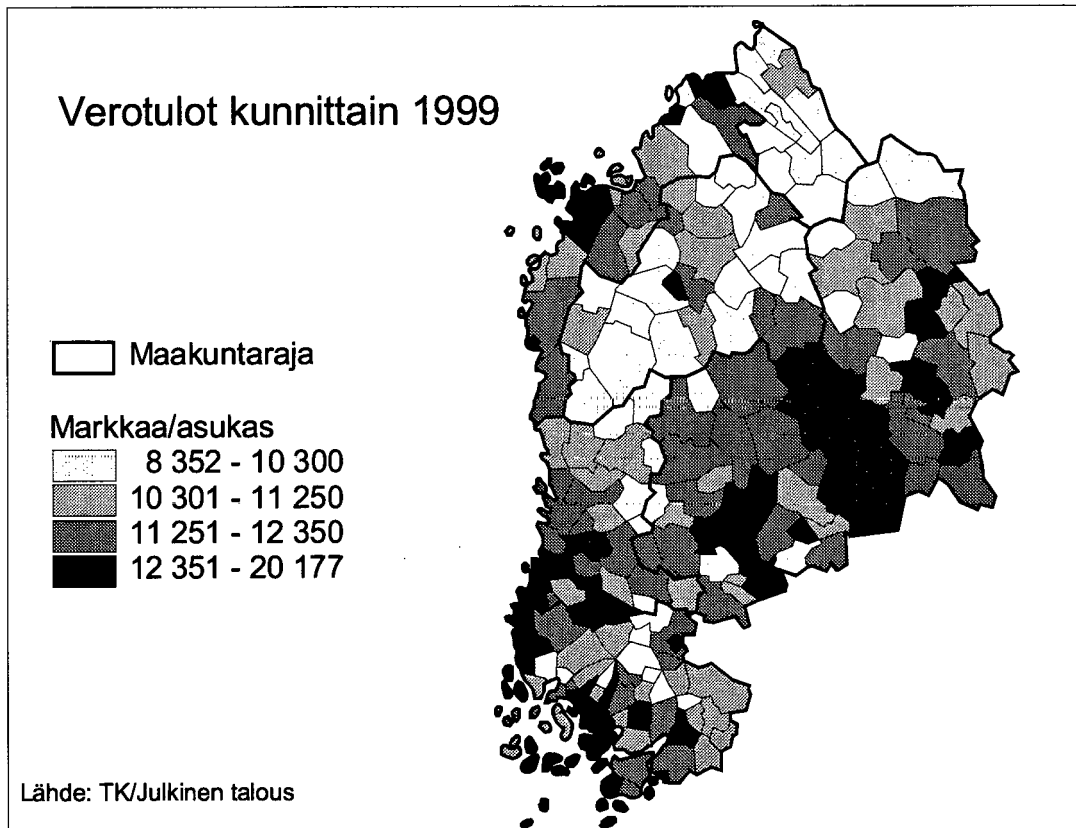 Verotulot kunnittain 1999
Maakuntaraja
Markkaa/asukas
8 352 - 10 300
10 301 - 11 250
11 251 - 12 350
12 351 - 20 177
Lähde: TK/Julkinen talous